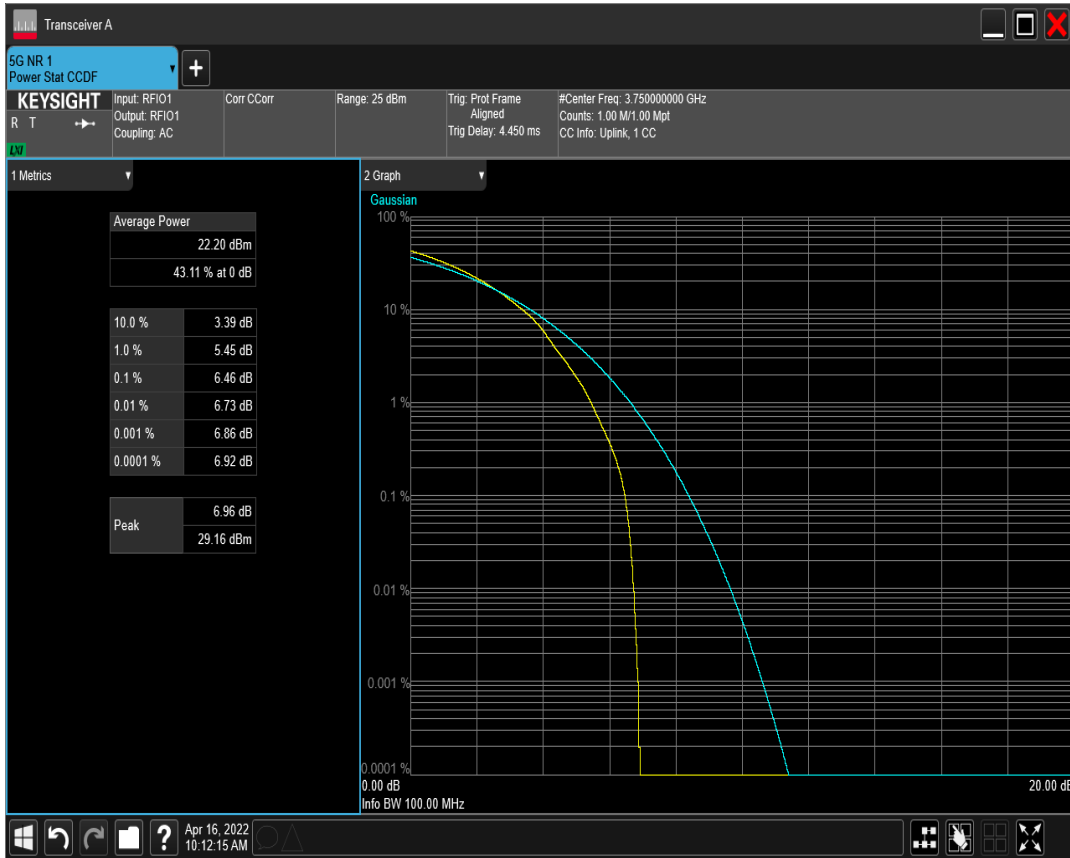 Transceiver A
5G NR 1
Power Stat CCDF
KEYSIGHT
R T
LXI
Input: RFIO1
Output: RFIO1
Coupling: AC
Corr CCorr
Range: 25 dBm
Trig: Prot Frame
Aligned
Trig Delay: 4.450 ms
#Center Freq: 3.750000000 GHz
Counts: 1.00 M/1.00 Mpt
CC Info: Uplink, 1 CC
1 Metrics
Average Power
22.20 dBm
43.11 % at 0 dB
10.0 % 3.39 dB
1.0 % 5.45 dB
0.1 % 6.46 dB
0.01 % 6.73 dB
0.001 % 6.86 dB
0.0001 % 6.92 dB
Peak
6.96 dB
29.16 dBm
2 Graph
Gaussian
100 %
10 %
1 %
0.1 %
0.01 %
0.001 %
0.0001 %
0.00 dB 20.00 dB
Info BW 100.00 MHz
? Apr 16, 2022
10:12:15 AM